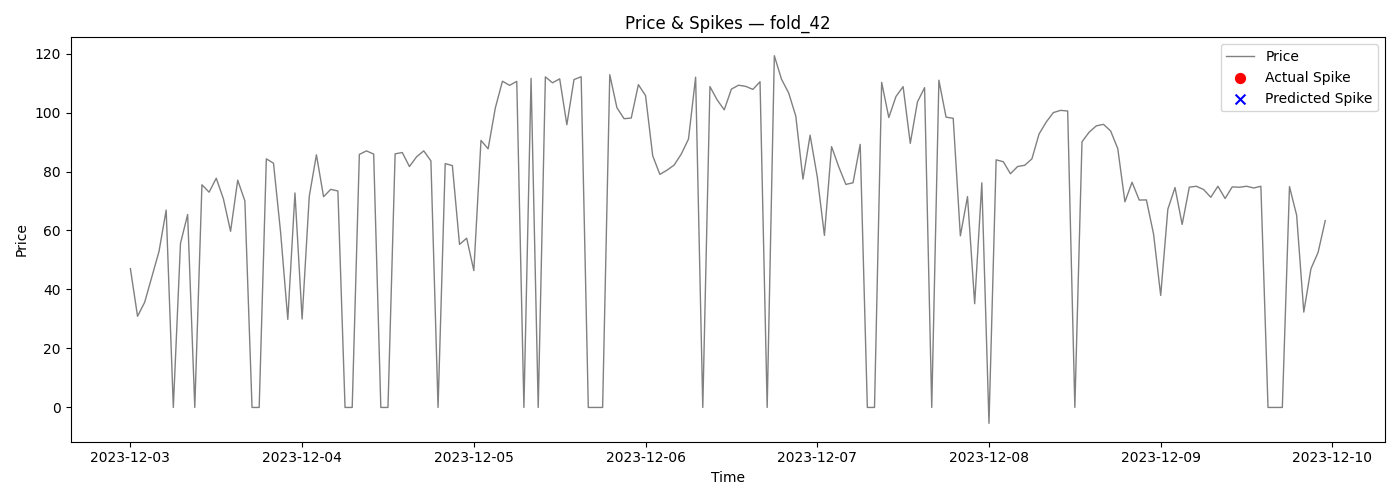 Price & Spikes — fold_42
Price
Actual Spike
Predicted Spike
120
100
80
60
40
20
0
Price
2023-12-03
2023-12-04
2023-12-05
2023-12-06
2023-12-07
2023-12-08
2023-12-09
2023-12-10
Time